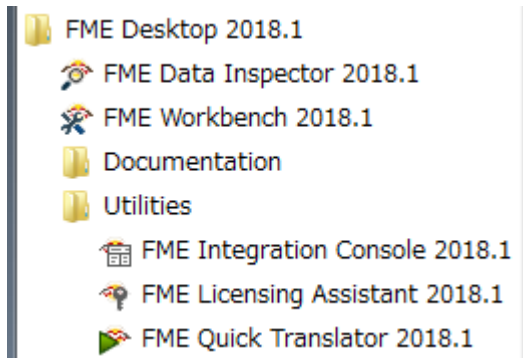 FME Desktop 2018.1
FME Data Inspector 2018.1
FME Workbench 2018.1
Documentation
Utilities
FME Integration Console 2018.1
FME Licensing Assistant 2018.1
FME Quick Translator 2018.1